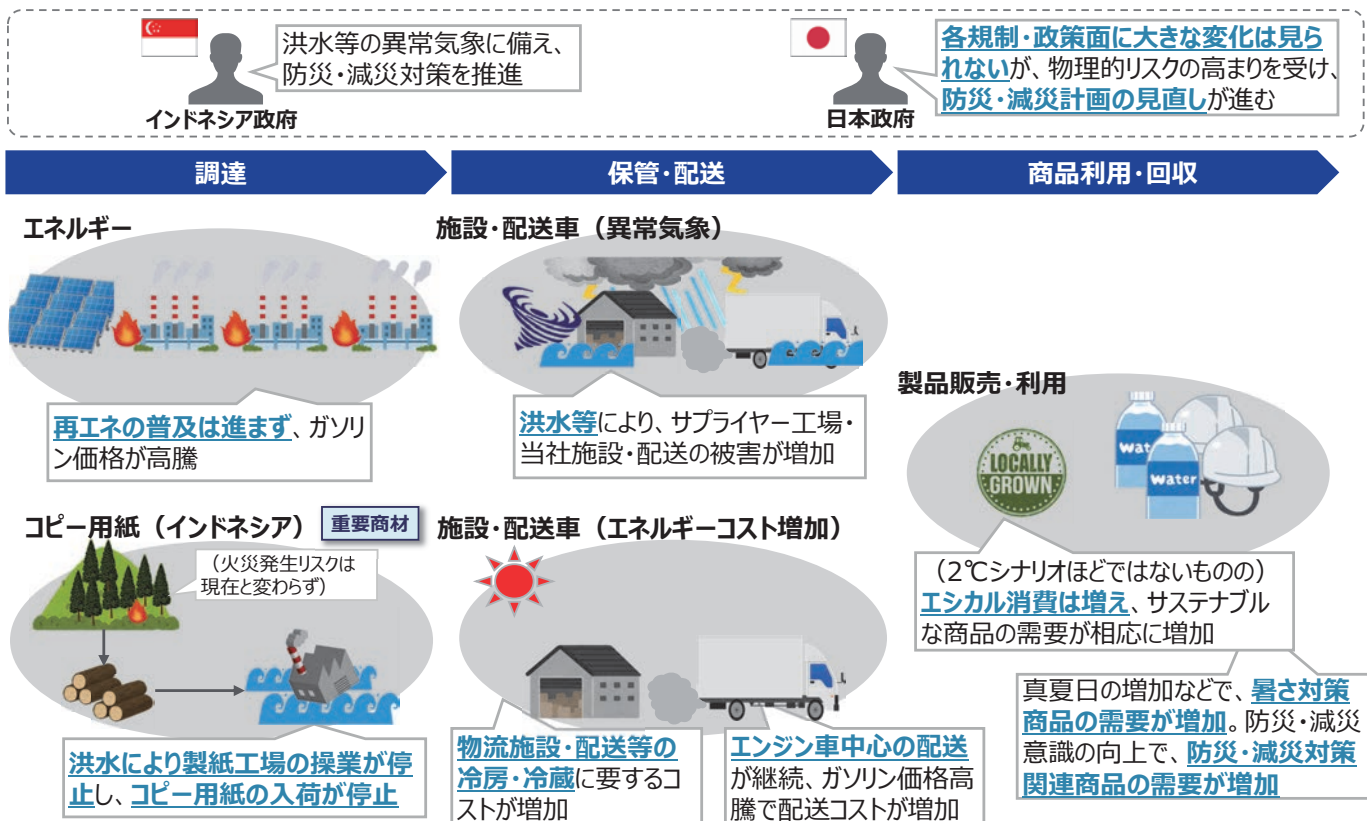 洪水等の異常気象に備え、
防災・減災対策を推進
インドネシア政府
各規制・政策面に大きな変化は見ら
れないが、物理的リスクの高まりを受け、
防災・減災計画の見直しが進む
日本政府
調達
保管・配送
商品利用・回収
エネルギー
再エネの普及は進まず、ガソリ
ン価格が高騰
コピー用紙（インドネシア）
重要商材
（火災発生リスクは
現在と変わらず）
洪水により製紙工場の操業が停
止し、コピー用紙の入荷が停止
施設・配送車（異常気象）
洪水等により、サプライヤー工場・
当社施設・配送の被害が増加
施設・配送車（エネルギーコスト増加）
物流施設・配送等の
冷房・冷蔵に要するコ
ストが増加
エンジン車中心の配送
が継続、ガソリン価格高
騰で配送コストが増加
製品販売・利用
LOCALLY
GROWN
Water
Water
（2℃シナリオほどではないものの）
エシカル消費は増え、サステナブル
な商品の需要が相応に増加
真夏日の増加などで、暑さ対策
商品の需要が増加。防災・減災
意識の向上で、防災・減災対策
関連商品の需要が増加